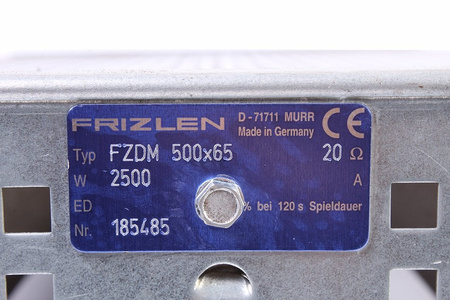 FRIZLEN D-71711 MURR CE
Made in Germany
Typ FZDM 500x65 20 Ω
W 2500 A
ED % bei 120 s Spieldauer
Nr. 185485